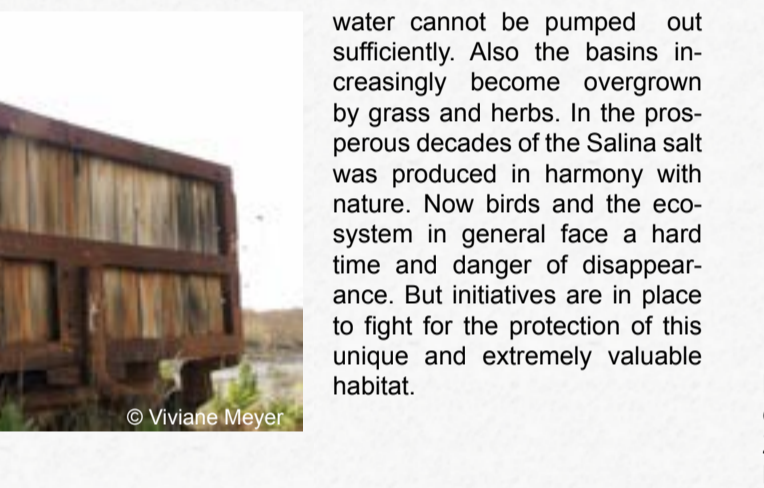 water cannot be pumped out
sufficiently. Also the basins in-
creasingly become overgrown
by grass and herbs. In the pros-
perous decades of the Salina salt
was produced in harmony with
nature. Now birds and the eco-
system in general face a hard
time and danger of disappear-
ance. But initiatives are in place
to fight for the protection of this
unique and extremely valuable
habitat.
© Viviane Meyer